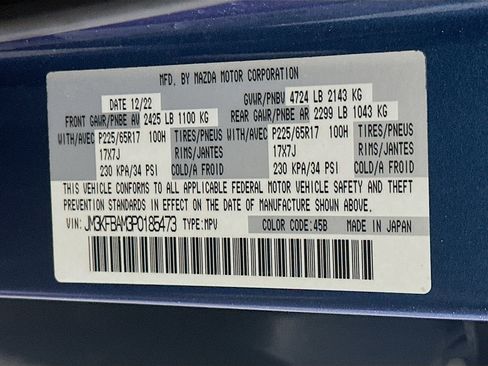 MFD. BY MAZDA MOTOR CORPORATION
DATE 12/22 GVWR/PNBV 4724 LB 2143 KG
FRONT GAWR/PNBE AV 2425 LB 1100 KG REAR GAWR/PNBE AR 2299 LB 1043 KG
WITH/AVEC P225/65R17 100H TIRES/PNEUS WITH/AVEC P225/65R17 100H TIRES/PNEUS
17X7J RIMS/JANTES 17X7J RIMS/JANTES
230 KPA/34 PSI COLD/A FROID 230 KPA/34 PSI COLD/A FROID
THIS VEHICLE CONFORMS TO ALL APPLICABLE FEDERAL MOTOR VEHICLE SAFETY AND THEFT
PREVENTION STANDARDS IN EFFECT ON THE DATE OF MANUFACTURE SHOWN ABOVE.
VIN: JM3KFBAM3P0185473 TYPE:MPV COLOR CODE:45B MADE IN JAPAN